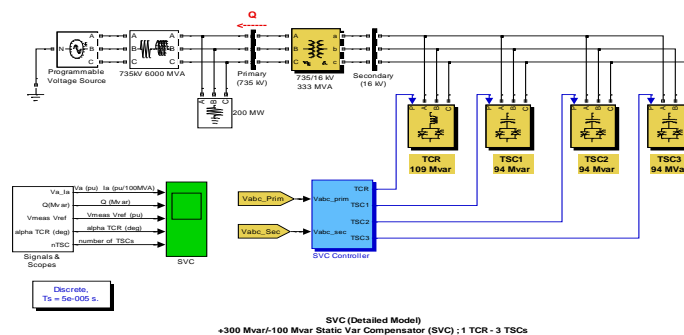 Q
A
A
a
N
B
B
b
C
C
c
Programmable
Voltage Source
735kV 6000 MVA
Primary
(735 kV)
735/16 kV
333 MVA
Secondary
(16 kV)
A B C
200 MW
P A B C
TCR
109 Mvar
P A B C
TSC1
94 Mvar
P A B C
TSC2
94 Mvar
P A B
TSC3
94 MVa
Va_Ia
Va (pu) Ia (pu/100MVA)
Q(Mvar)
Q (Mvar)
Vmeas Vref
Vmeas Vref (pu)
alpha TCR (deg)
alpha TCR (deg)
nTSC
number of TSCs
Signals &
Scopes
SVC
Vabc_Prim
Vabc_Sec
Vabc_prim
Vabc_sec
TCR
TSC1
TSC2
TSC3
SVC Controller
Discrete,
Ts = 5e-005 s.
SVC (Detailed Model)
+300 Mvar/-100 Mvar Static Var Compensator (SVC) ; 1 TCR - 3 TSCs